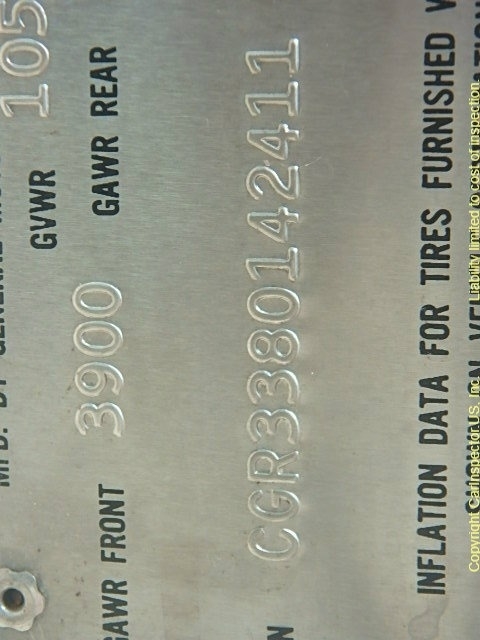 MFD. BY GENERAL
GVWR 105
GAWR FRONT 3900 GAWR REAR
N CGR3380142411
INFLATION DATA FOR TIRES FURNISHED
Copyright CarInspector.US, Inc. Liability limited to cost of inspection